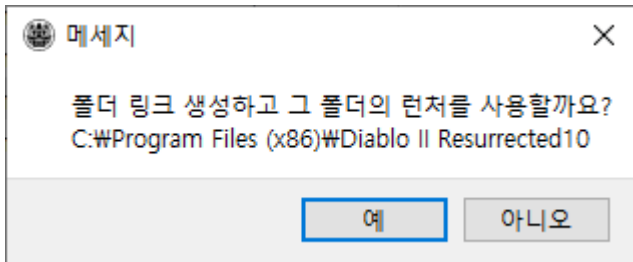 메세지
폴더 링크 생성하고 그 폴더의 런처를 사용할까요?
C:₩Program Files (x86)₩Diablo II Resurrected10
예
아니오